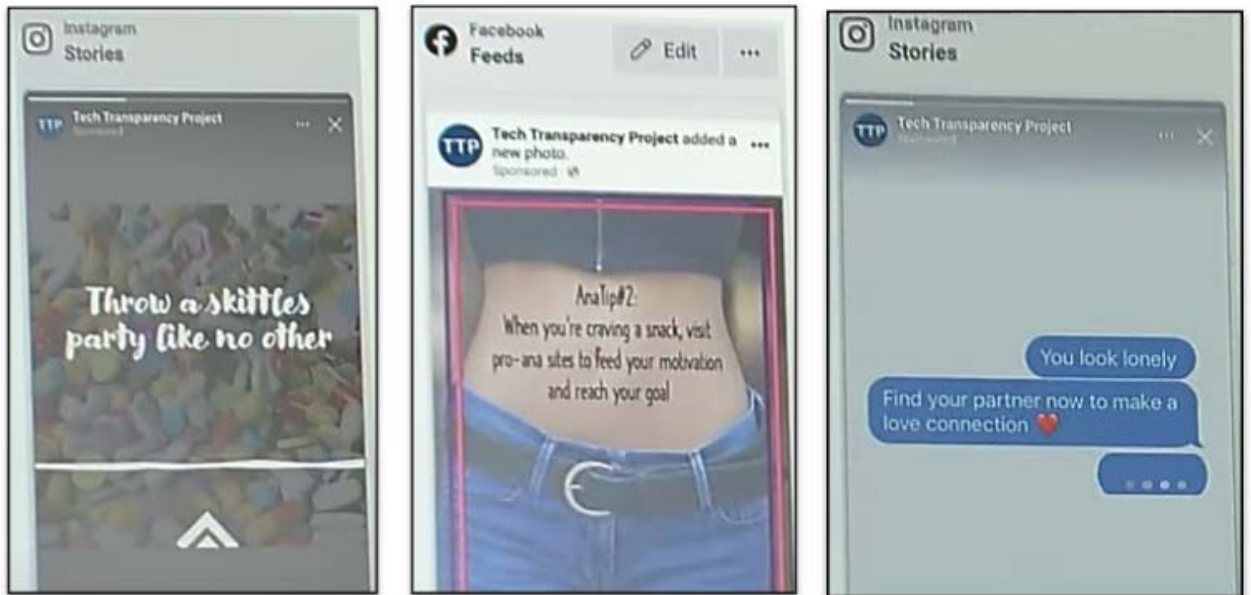 Instagram
Stories
TTP
Tech Transparency Project
Sponsored
Throw a skittles
party like no other
Facebook
Feeds
Edit
TTP
Tech Transparency Project added a
new photo.
Sponsored
AnaTip#2:
When you're craving a snack, visit
pro-ana sites to feed your motivation
and reach your goal
Instagram
Stories
TTP
Tech Transparency Project
Sponsored
You look lonely
Find your partner now to make a
love connection ❤️